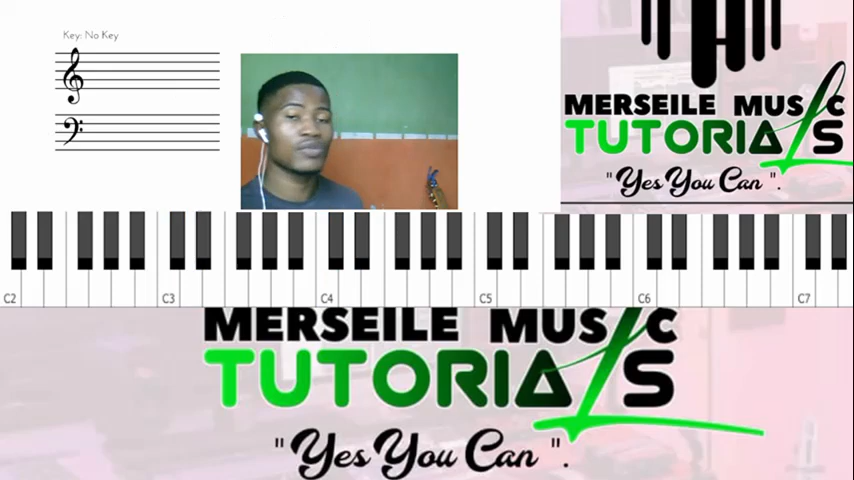 Key: No Key
MERSEILE MUSIC
TUTORIALS
"Yes You Can".
C2 C3 C4 C5 C6 C7
MERSEILE MUSIC
TUTORIALS
"Yes You Can".